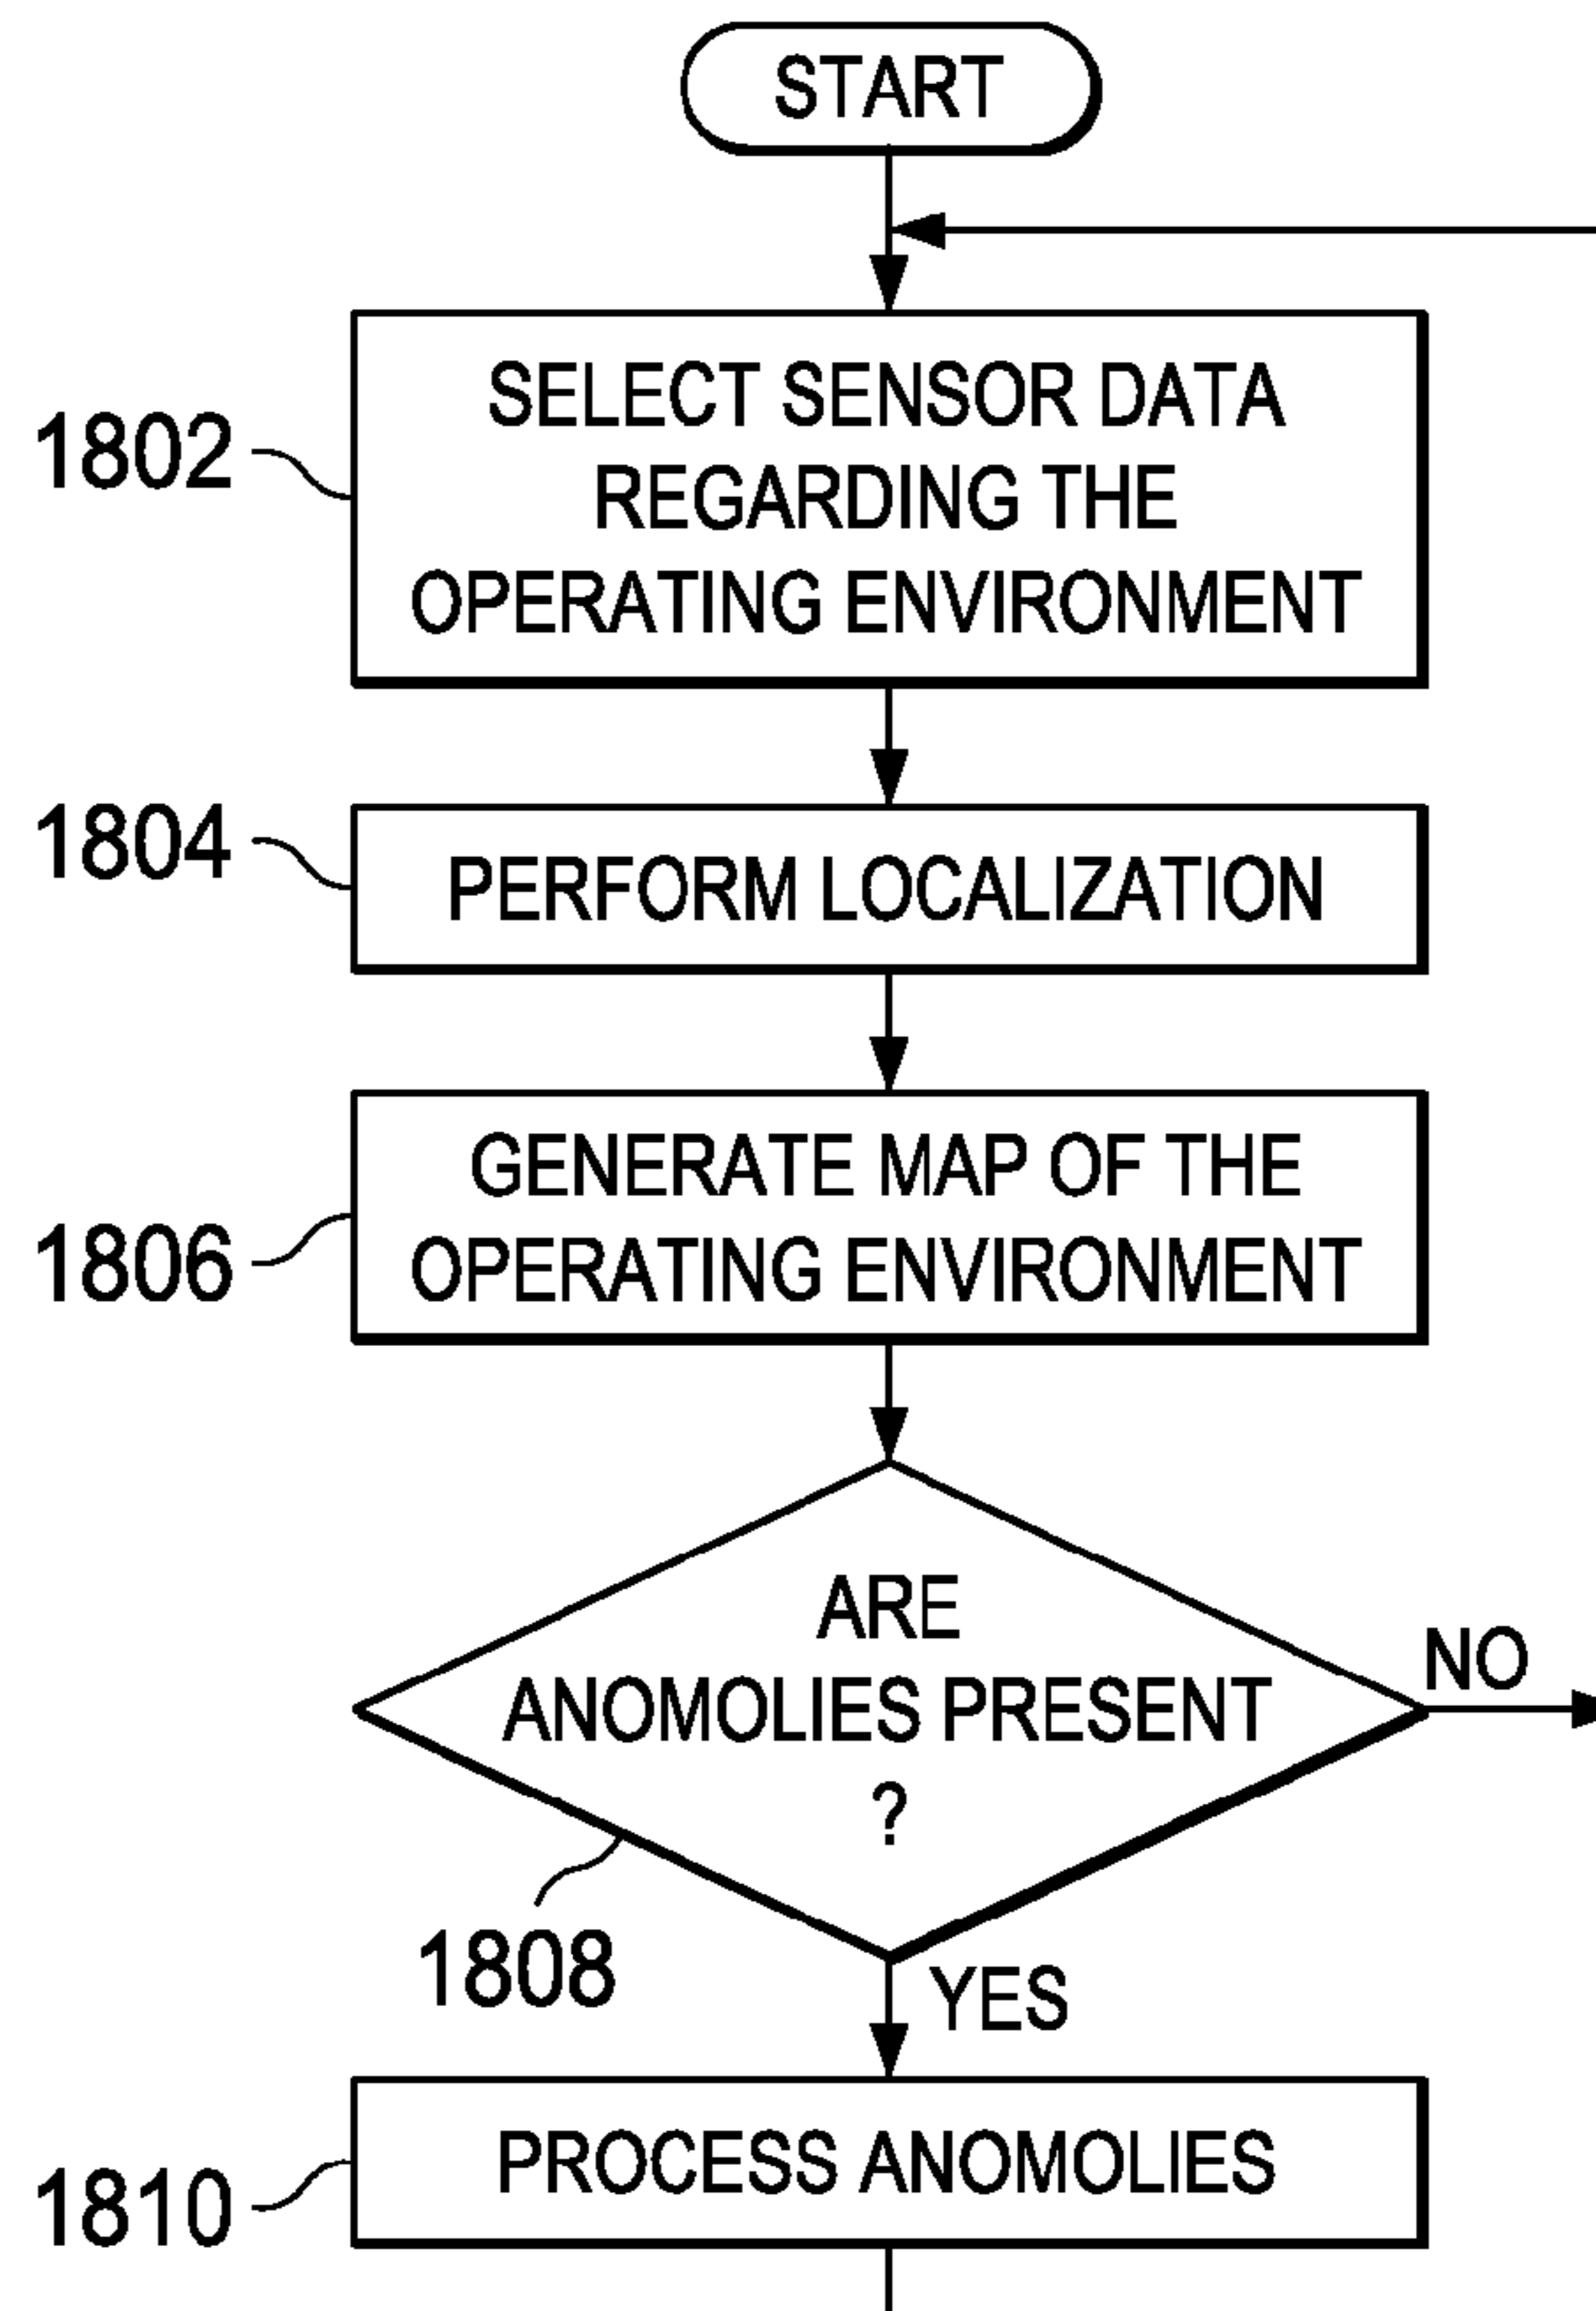 START
1802
SELECT SENSOR DATA
REGARDING THE
OPERATING ENVIRONMENT
1804
PERFORM LOCALIZATION
1806
GENERATE MAP OF THE
OPERATING ENVIRONMENT
ARE
ANOMOLIES PRESENT
?
NO
1808
YES
1810
PROCESS ANOMOLIES